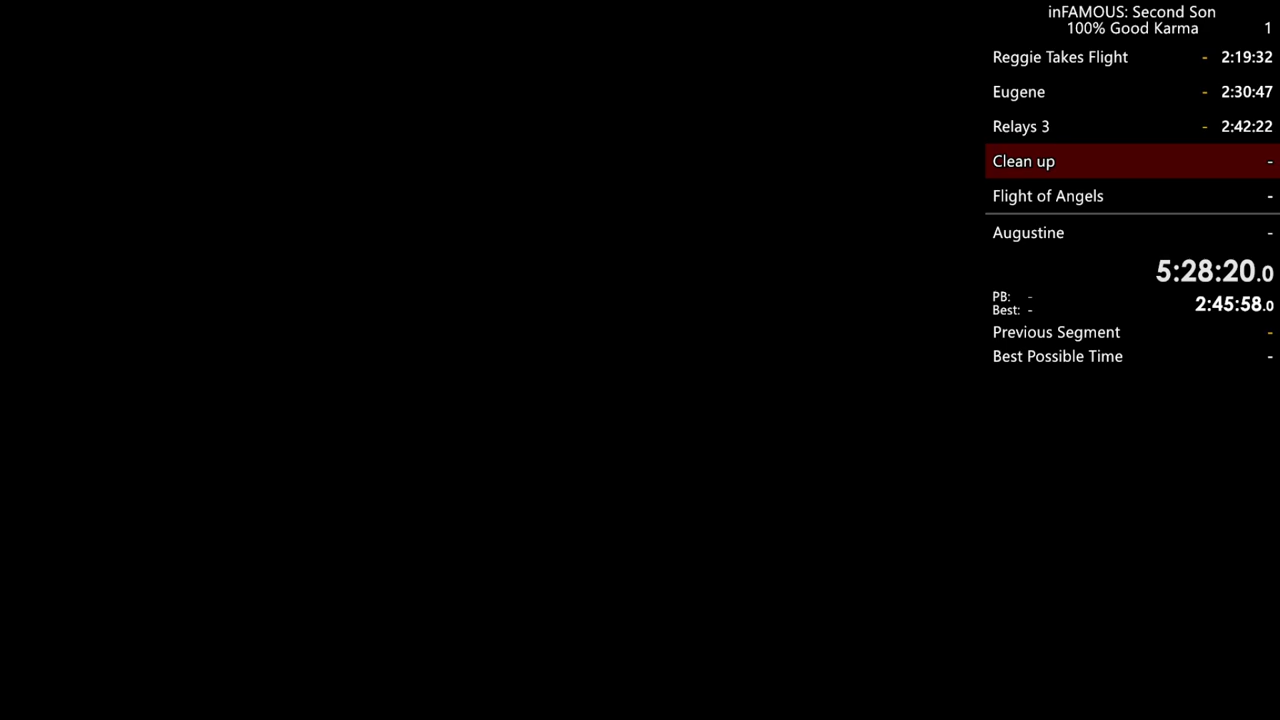 inFAMOUS: Second Son
100% Good Karma 1
Reggie Takes Flight - 2:19:32
Eugene - 2:30:47
Relays 3 - 2:42:22
Clean up -
Flight of Angels -
Augustine -
5:28:20.0
PB: - 2:45:58.0
Best: -
Previous Segment -
Best Possible Time -